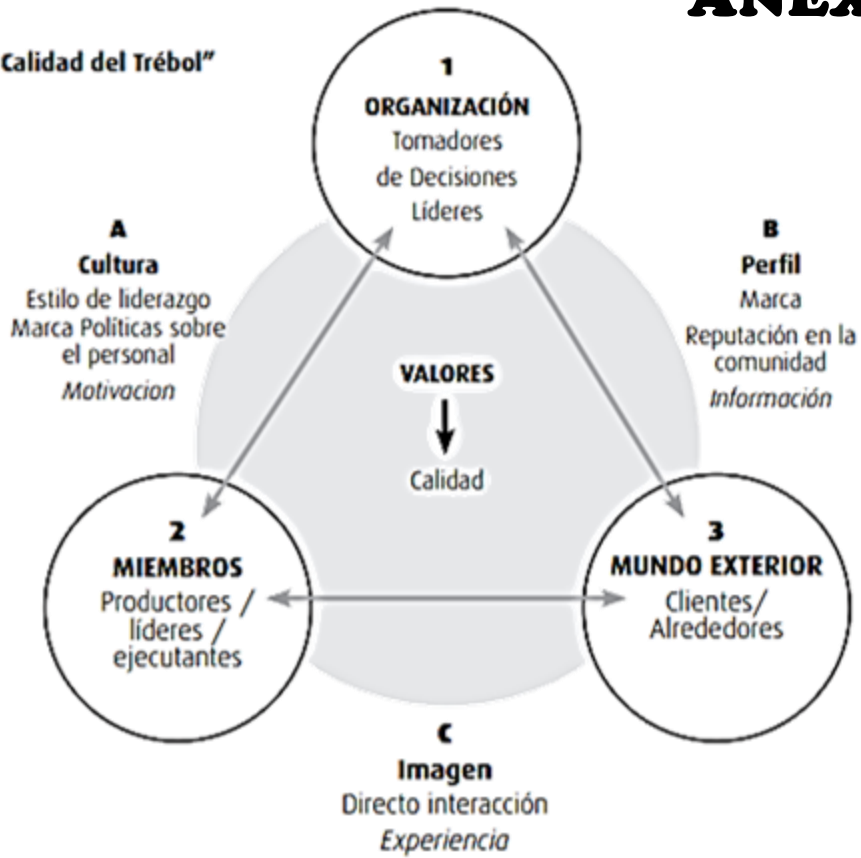 ANEX
Calidad del Trébol"
1
ORGANIZACIÓN
Tomadores
de Decisiones
Líderes
A
Cultura
Estilo de liderazgo
Marca Políticas sobre
el personal
Motivacion
B
Perfil
Marca
Reputación en la
comunidad
Información
VALORES
Calidad
2
MIEMBROS
Productores /
líderes /
ejecutantes
3
MUNDO EXTERIOR
Clientes/
Alrededores
C
Imagen
Directo interacción
Experiencia